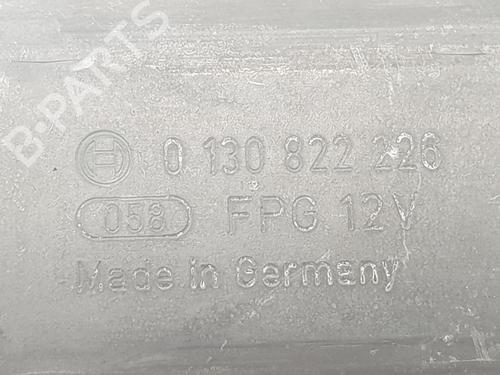 B-PARTS
0 130 822 226
058 FPG 12V
Made in Germany